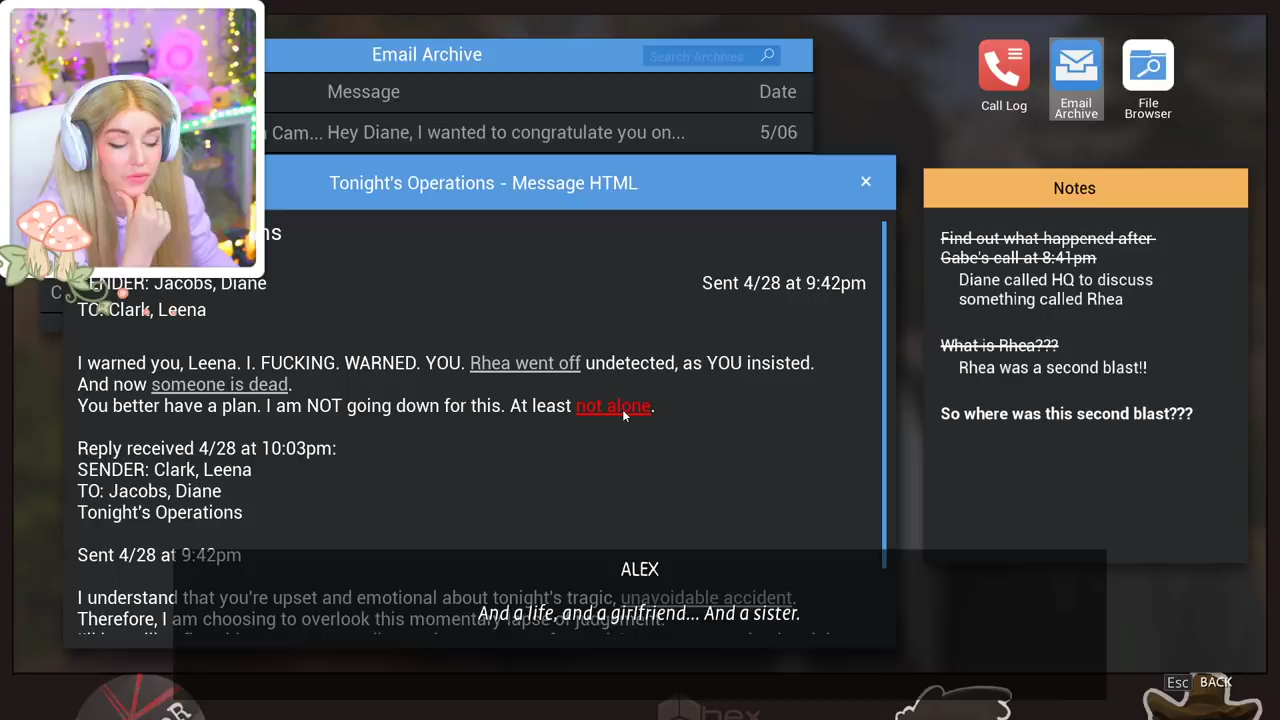 Email Archive
Search Archives
Message
Date
Cam... Hey Diane, I wanted to congratulate you on...
5/06
Tonight's Operations - Message HTML
ns
SENDER: Jacobs, Diane
Sent 4/28 at 9:42pm
TO: Clark, Leena
I warned you, Leena. I. FUCKING. WARNED. YOU. Rhea went off undetected, as YOU insisted.
And now someone is dead.
You better have a plan. I am NOT going down for this. At least not alone.
Reply received 4/28 at 10:03pm:
SENDER: Clark, Leena
TO: Jacobs, Diane
Tonight's Operations
Sent 4/28 at 9:42pm
I understand that you're upset and emotional about tonight's tragic, unavoidable accident.
Therefore, I am choosing to overlook this momentary lapse of judgement.
ALEX
And a life, and a girlfriend... And a sister.
Call Log
Email
Archive
File
Browser
Notes
Find out what happened after
Gabe's call at 8:41pm
Diane called HQ to discuss
something called Rhea
What is Rhea???
Rhea was a second blast!!
So where was this second blast???
Esc BACK